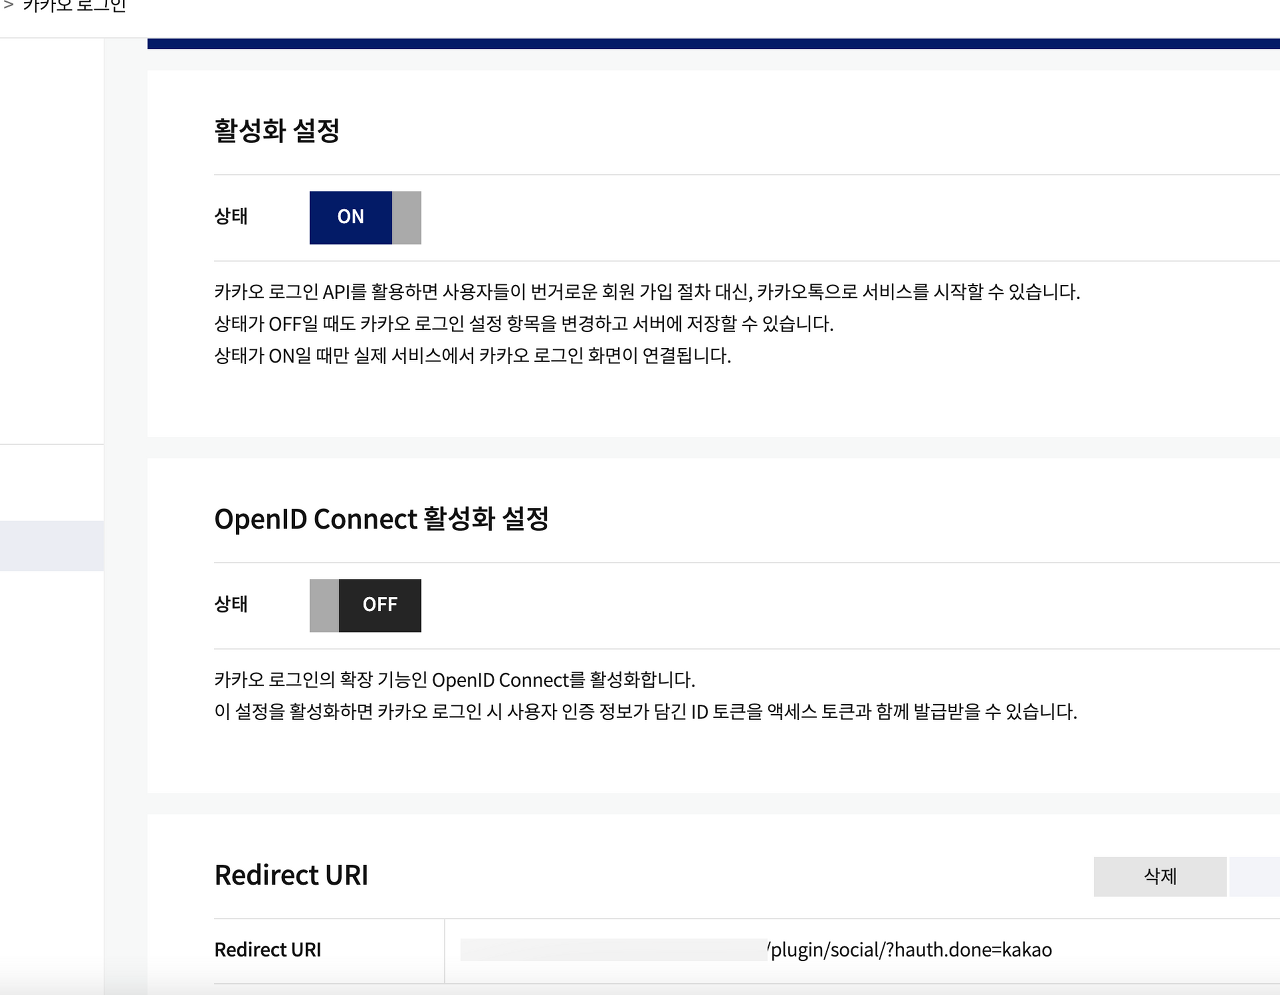 > 카카오 로그인
활성화 설정
상태 ON
카카오 로그인 API를 활용하면 사용자들이 번거로운 회원 가입 절차 대신, 카카오톡으로 서비스를 시작할 수 있습니다.
상태가 OFF일 때도 카카오 로그인 설정 항목을 변경하고 서버에 저장할 수 있습니다.
상태가 ON일 때만 실제 서비스에서 카카오 로그인 화면이 연결됩니다.
OpenID Connect 활성화 설정
상태 OFF
카카오 로그인의 확장 기능인 OpenID Connect를 활성화합니다.
이 설정을 활성화하면 카카오 로그인 시 사용자 인증 정보가 담긴 ID 토큰을 액세스 토큰과 함께 발급받을 수 있습니다.
Redirect URI 삭제
Redirect URI /plugin/social/?hauth.done=kakao